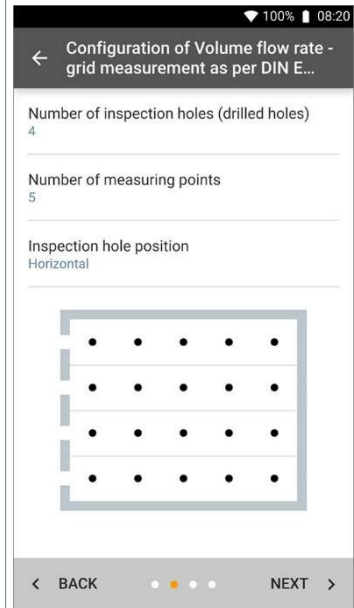 100% 08:20
Configuration of Volume flow rate -
grid measurement as per DIN E...
Number of inspection holes (drilled holes)
4
Number of measuring points
5
Inspection hole position
Horizontal
BACK NEXT